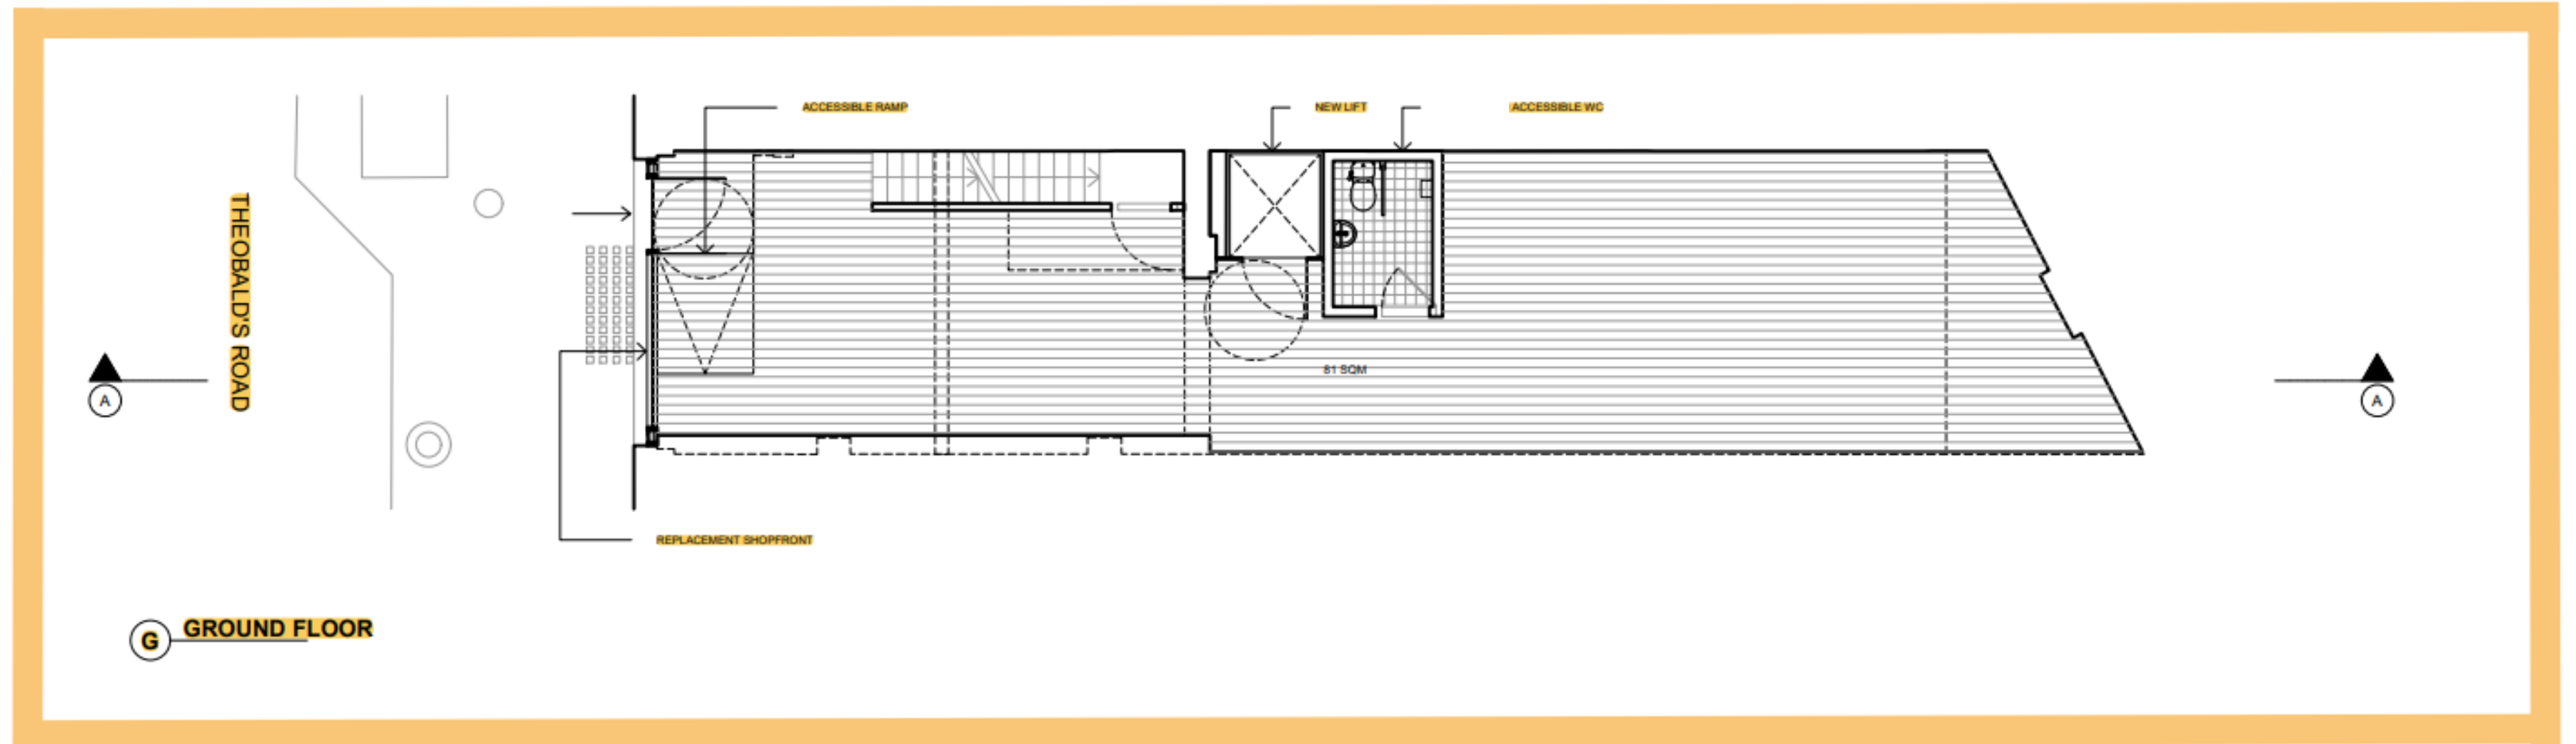 ACCESSIBLE RAMP
NEW LIFT
ACCESSIBLE WC
THEOBALD'S ROAD
81 SQM
A
A
REPLACEMENT SHOPFRONT
G
GROUND FLOOR